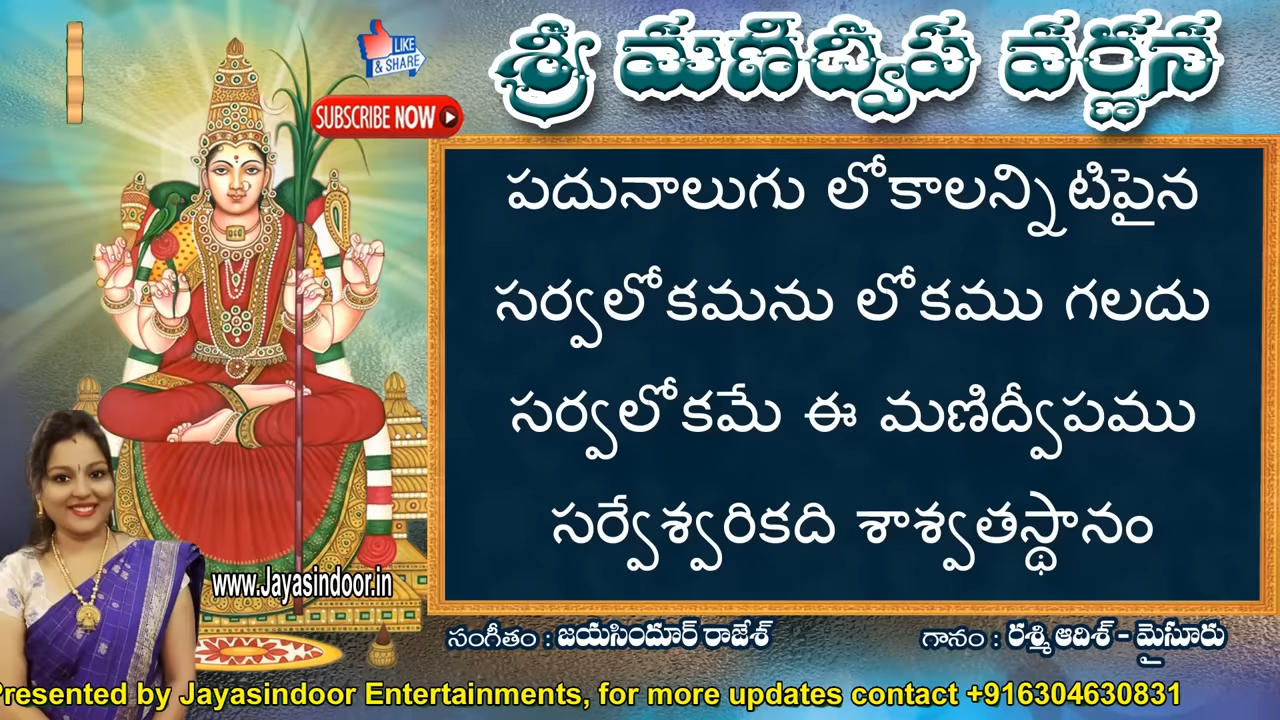 LIKE
& SHARE
SUBSCRIBE NOW
శ్రీ మణిద్వీప వర్ణన
పదునాలుగు లోకాలన్నిటిపైన
సర్వలోకమను లోకము గలదు
సర్వలోకమే ఈ మణిద్వీపము
సర్వేశ్వరికది శాశ్వతస్థానం
www.Jayasindoor.in
సంగీతం : జయసిందూర్ రాజేశ్
గానం : రశ్మి ఆదిశ్ - మైసూరు
Presented by Jayasindoor Entertainments, for more updates contact +916304630831